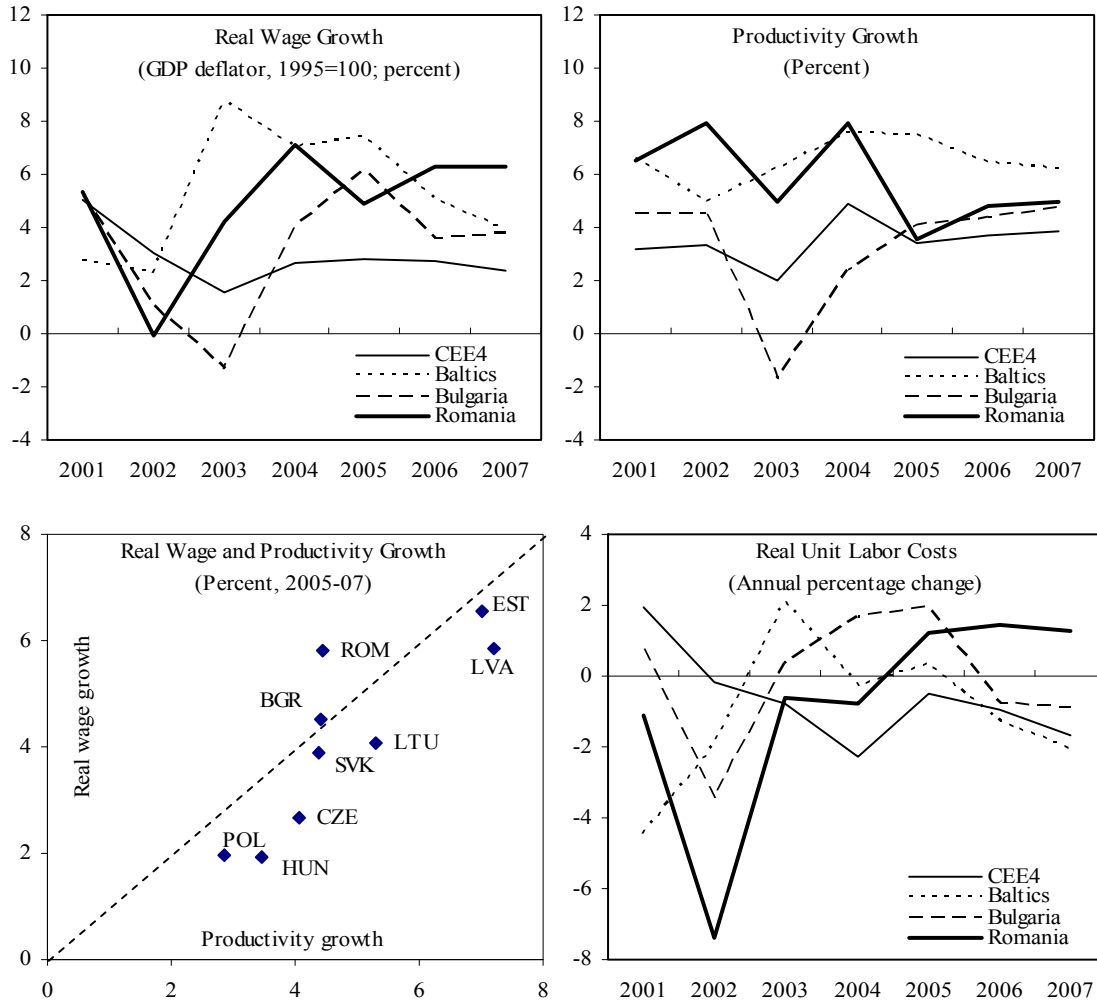 Real Wage Growth
(GDP deflator, 1995=100; percent)
12
10
8
6
4
2
0
-2
-4
CEE4
Baltics
Bulgaria
Romania
2001 2002 2003 2004 2005 2006 2007
Productivity Growth
(Percent)
12
10
8
6
4
2
0
-2
-4
CEE4
Baltics
Bulgaria
Romania
2001 2002 2003 2004 2005 2006 2007
Real Wage and Productivity Growth
(Percent, 2005-07)
8
6
4
2
0
Real wage growth
EST
ROM
LVA
BGR
LTU
SVK
CZE
POL
HUN
Productivity growth
0 2 4 6 8
Real Unit Labor Costs
(Annual percentage change)
4
2
0
-2
-4
-6
-8
CEE4
Baltics
Bulgaria
Romania
2001 2002 2003 2004 2005 2006 2007